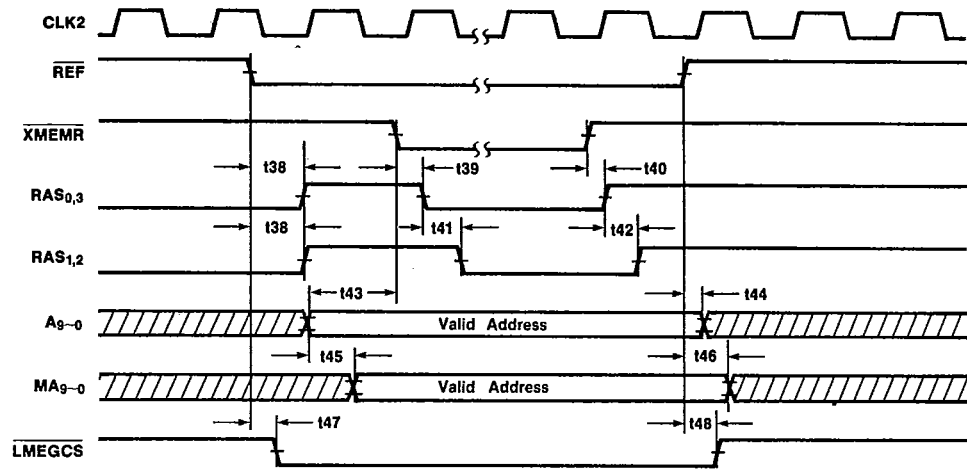 CLK2
REF
XMEMR
t38 t39 t40
RAS0,3
t38 t41 t42
RAS1,2
t43 t44
A9~0 Valid Address
t45 t46
MA9~0 Valid Address
t47 t48
LMEGCS